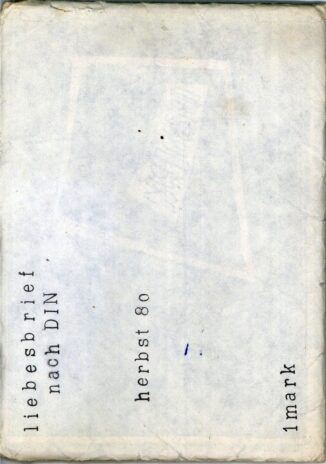 liebesbrief
nach DIN
herbst 80
1mark